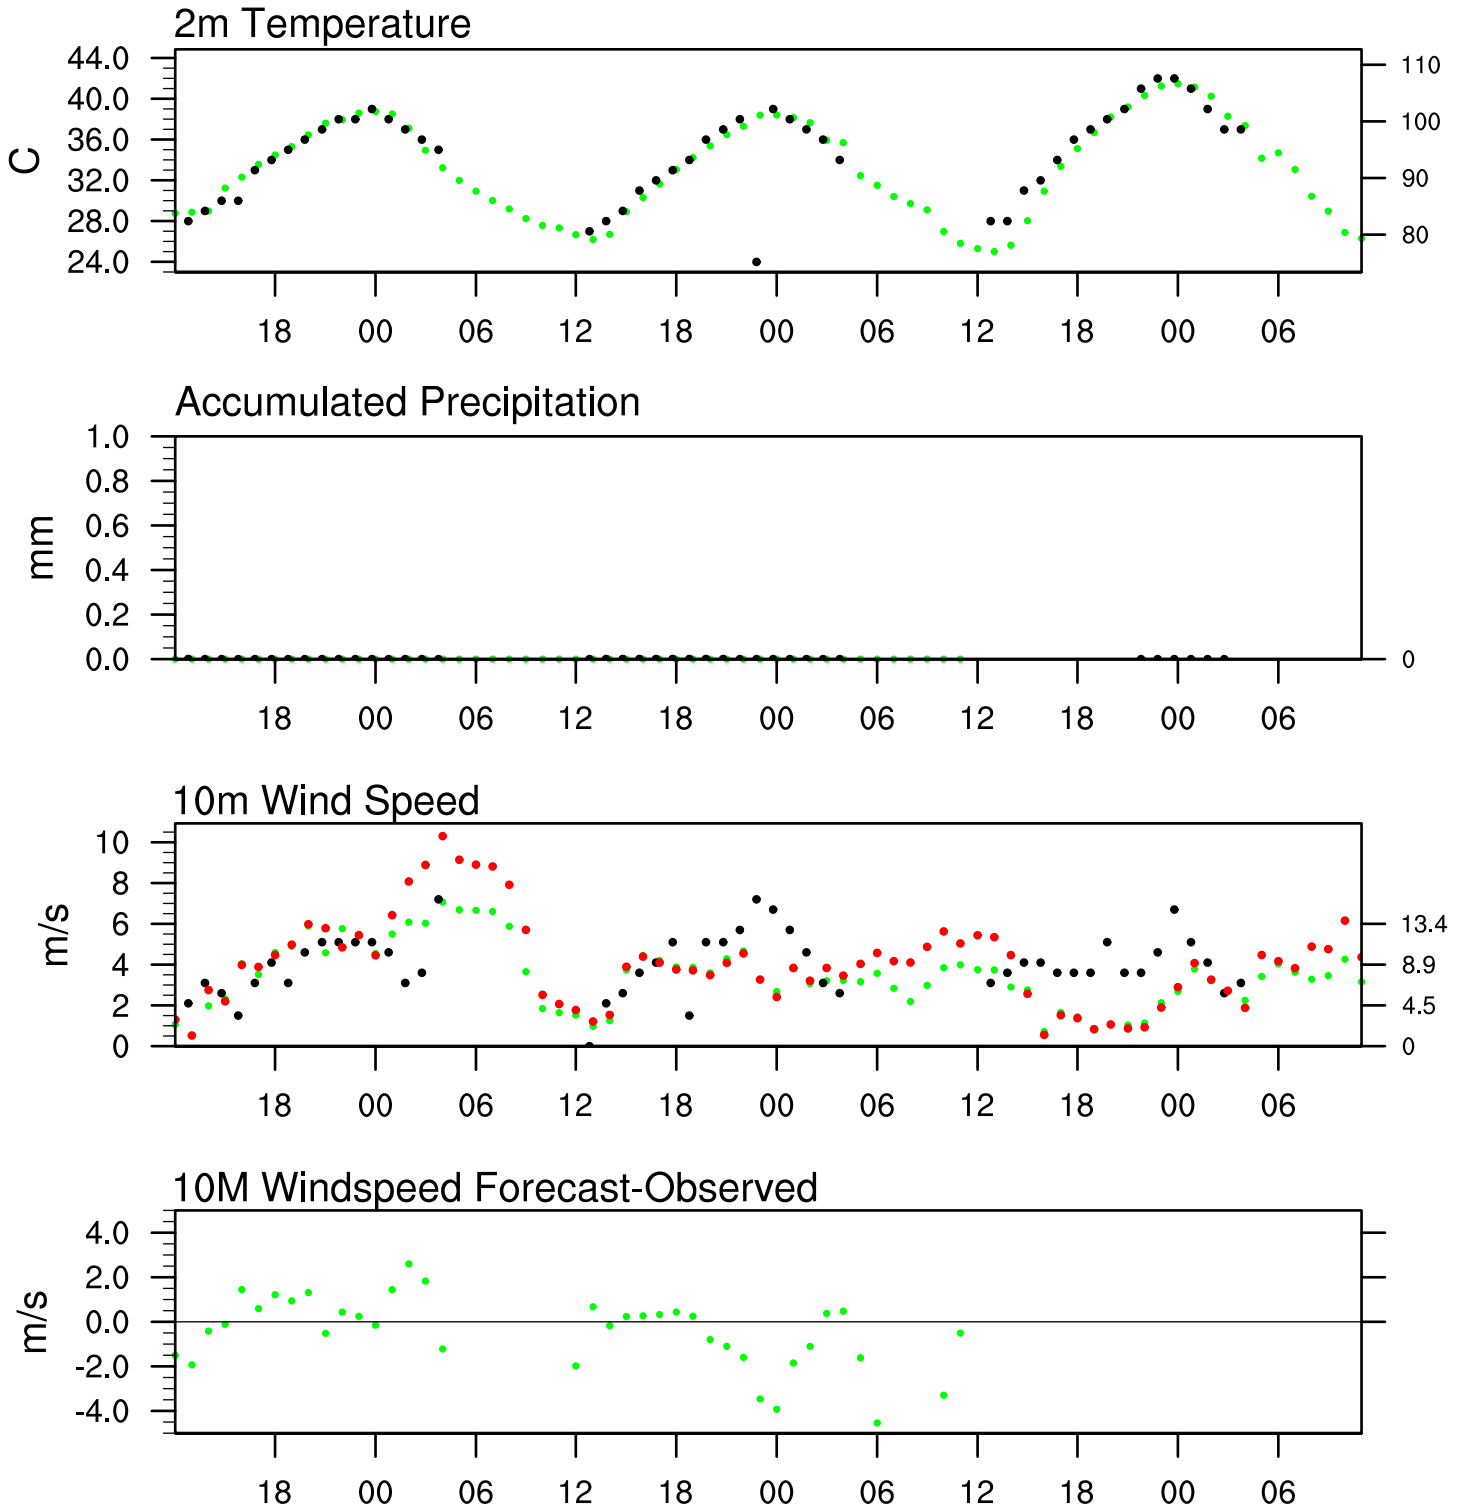 2m Temperature
44.0
40.0
36.0
32.0
28.0
24.0
C
110
100
90
80
18 00 06 12 18 00 06 12 18 00 06
Accumulated Precipitation
1.0
0.8
0.6
0.4
0.2
0.0
mm
0
18 00 06 12 18 00 06 12 18 00 06
10m Wind Speed
10
8
6
4
2
0
m/s
13.4
8.9
4.5
0
18 00 06 12 18 00 06 12 18 00 06
10M Windspeed Forecast-Observed
4.0
2.0
0.0
-2.0
-4.0
m/s
18 00 06 12 18 00 06 12 18 00 06